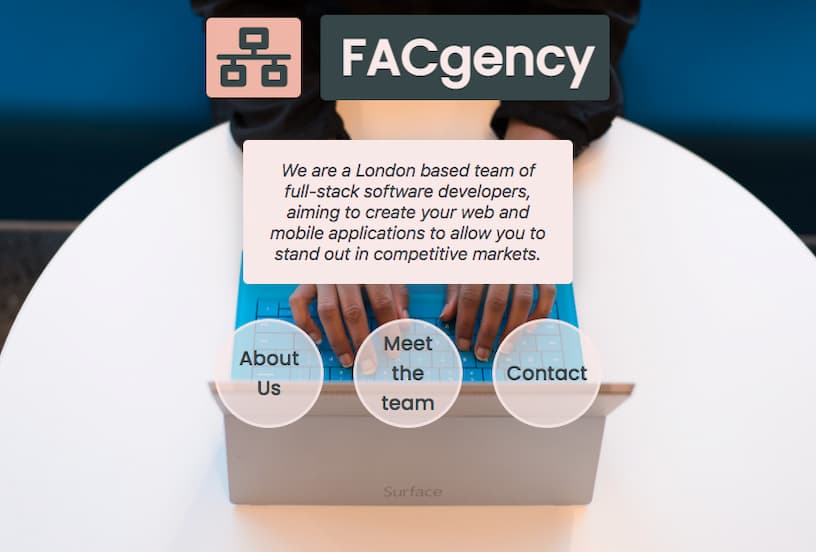 FACgency
We are a London based team of
full-stack software developers,
aiming to create your web and
mobile applications to allow you to
stand out in competitive markets.
About
Us
Meet
the
team
Contact
Surface